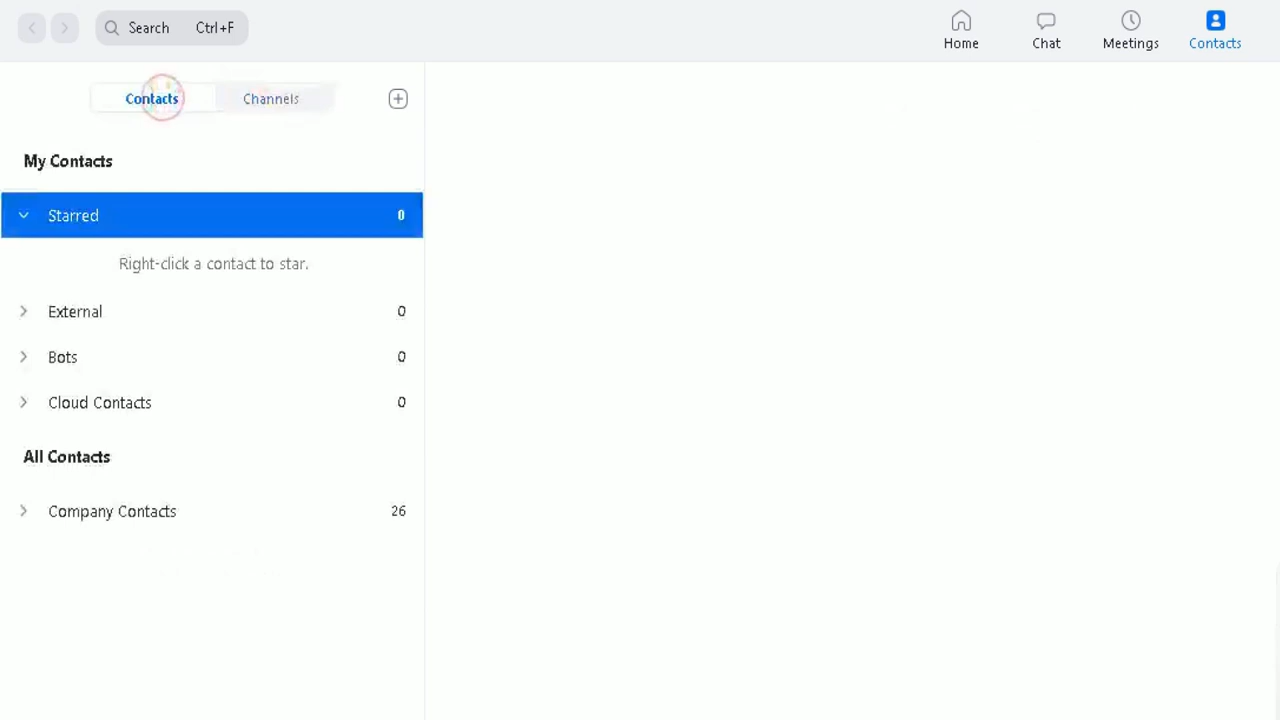 Search Ctrl+F
Home Chat Meetings Contacts
Contacts Channels
My Contacts
Starred 0
Right-click a contact to star.
External 0
Bots 0
Cloud Contacts 0
All Contacts
Company Contacts 26